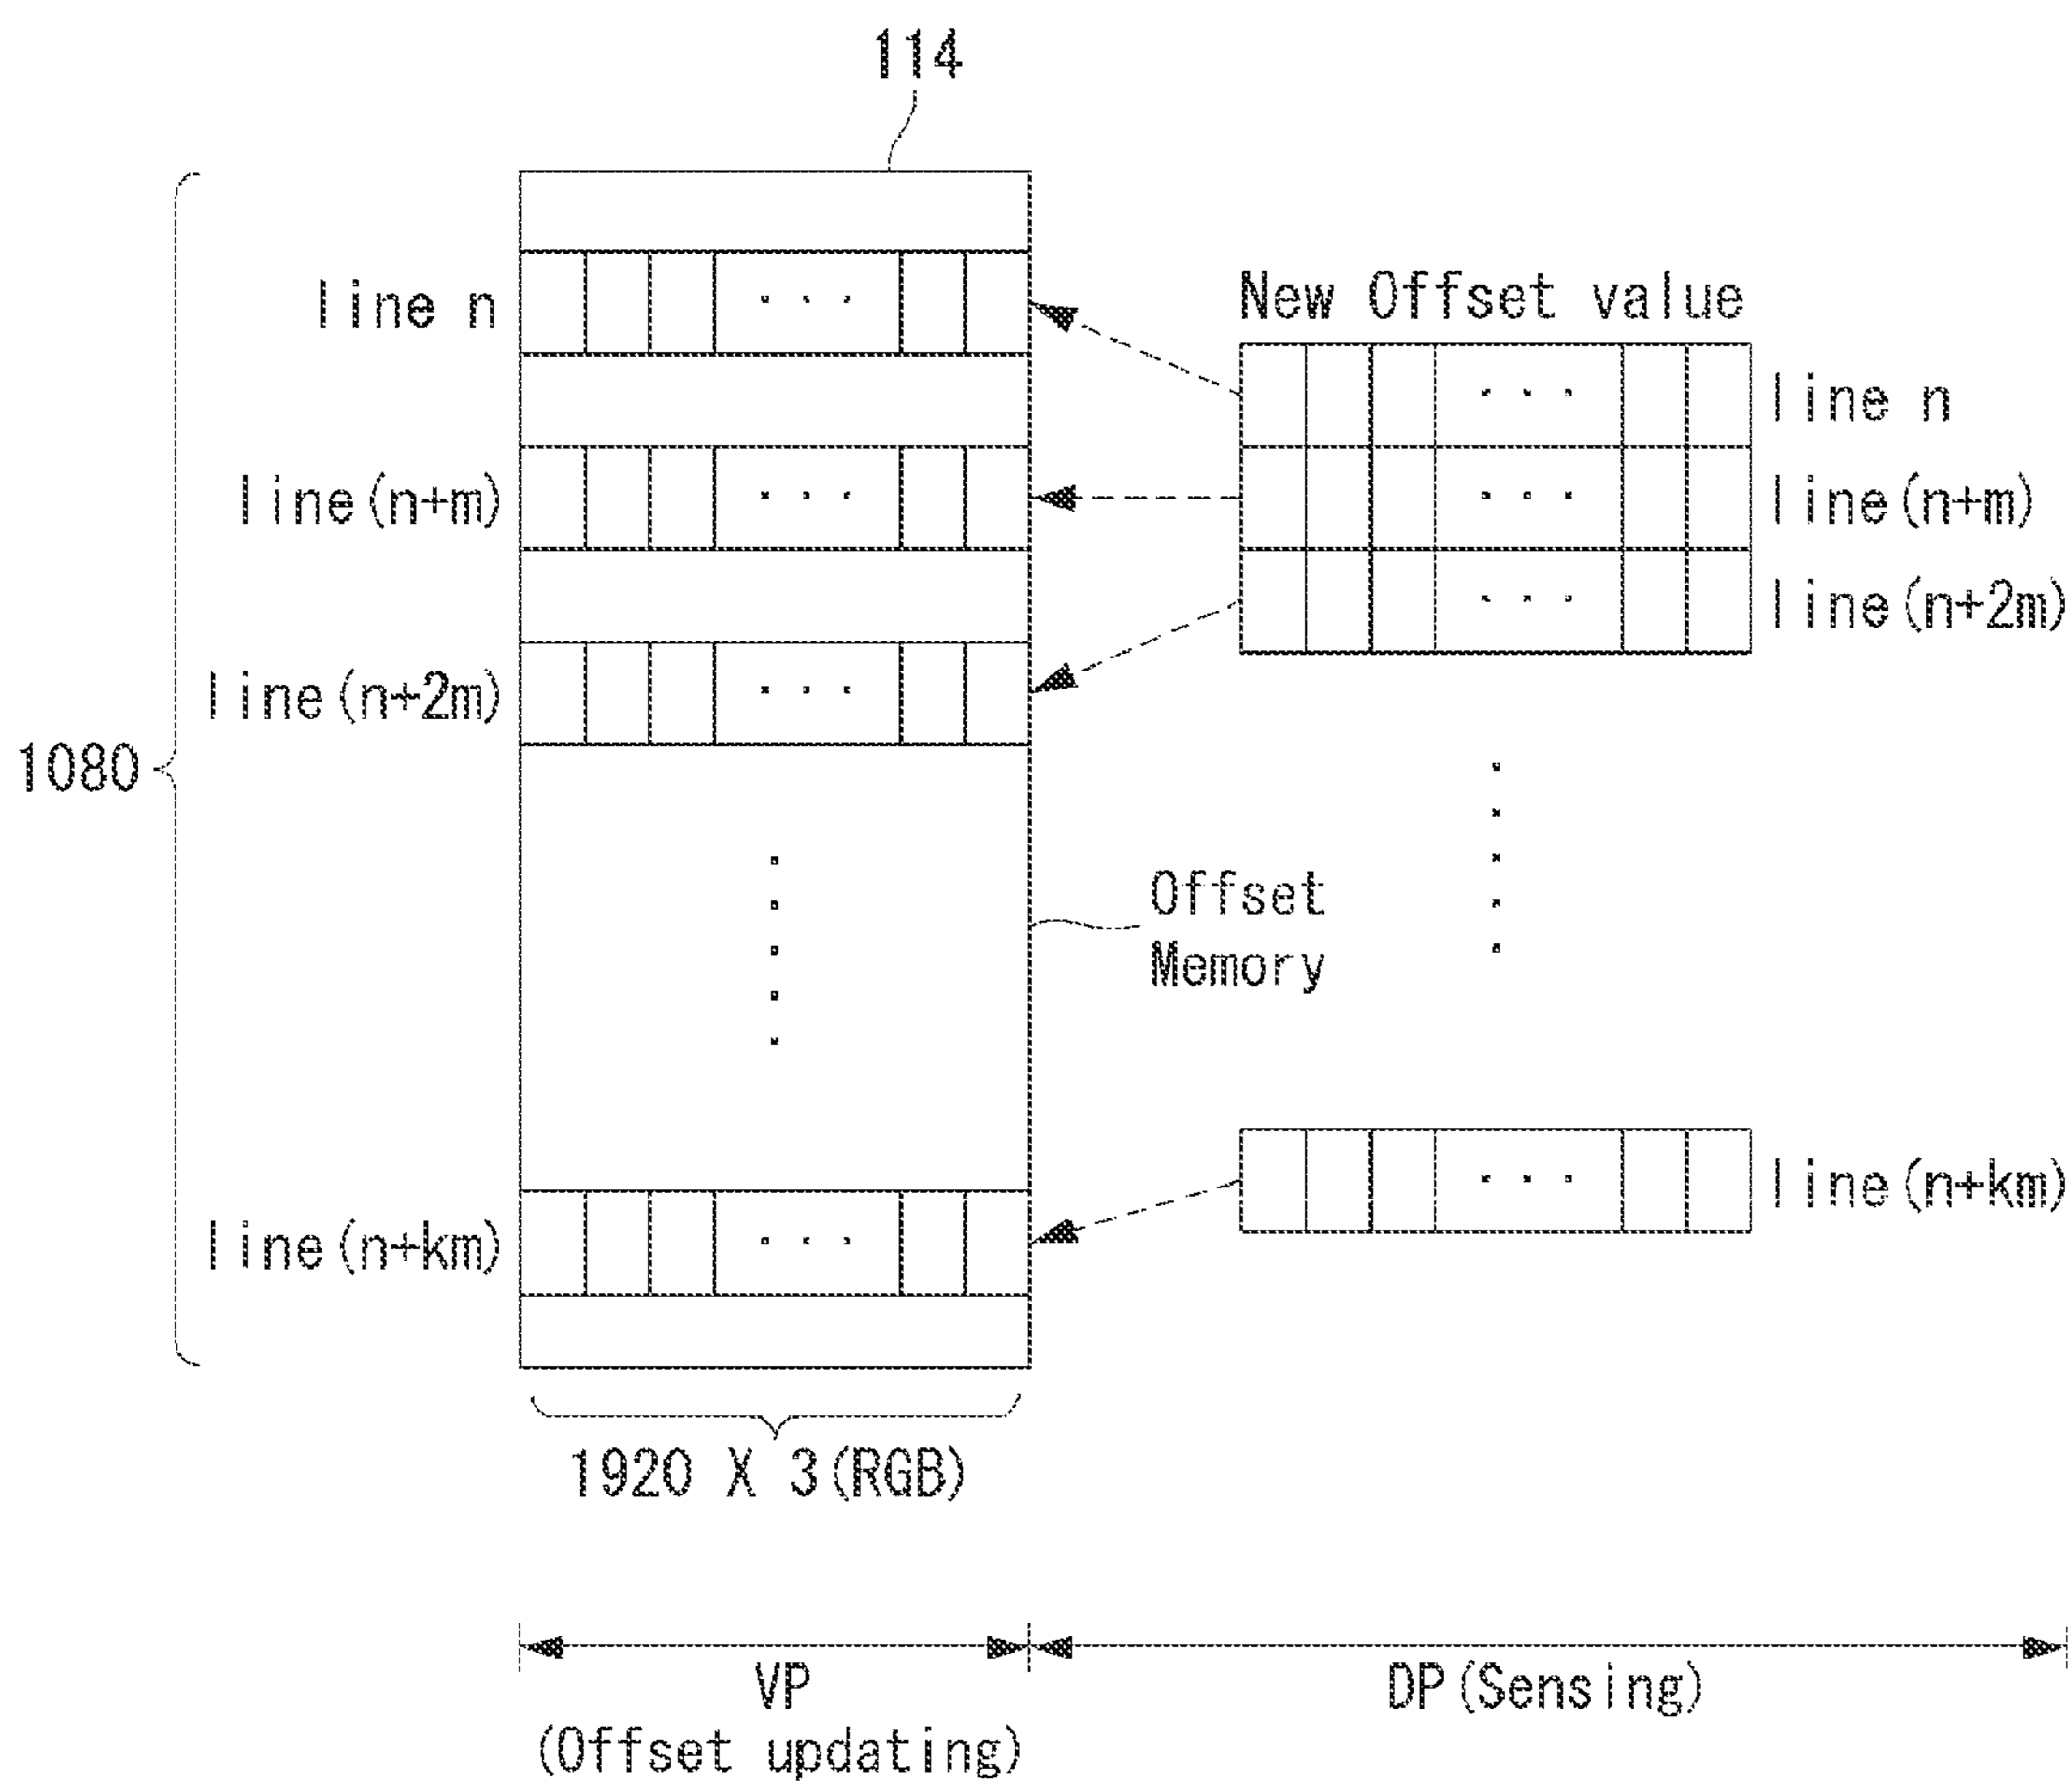 114
line n
New Offset value
line n
line(n+m)
line(n+m)
line(n+2m)
line(n+2m)
1080
Offset
Memory
line(n+km)
line(n+km)
1920 X 3(RGB)
VP
(Offset updating)
DP(Sensing)